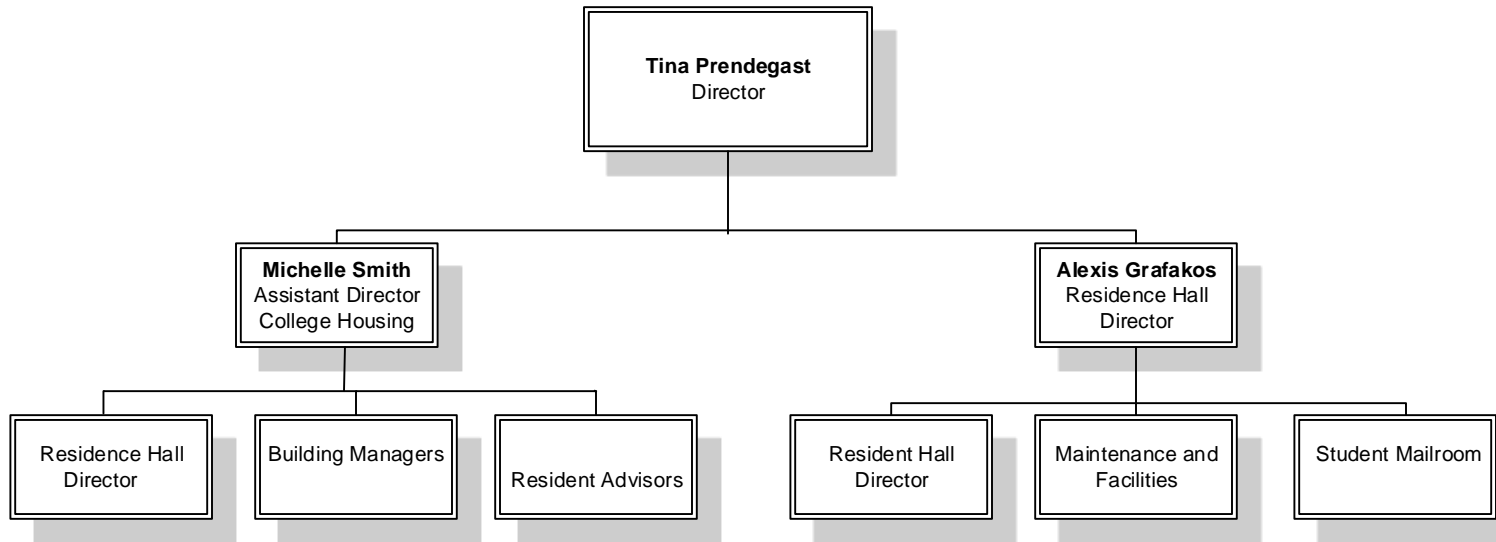 Tina Prendegast
Director
Michelle Smith
Assistant Director
College Housing
Alexis Grafakos
Residence Hall
Director
Residence Hall
Director
Building Managers
Resident Advisors
Resident Hall
Director
Maintenance and
Facilities
Student Mailroom